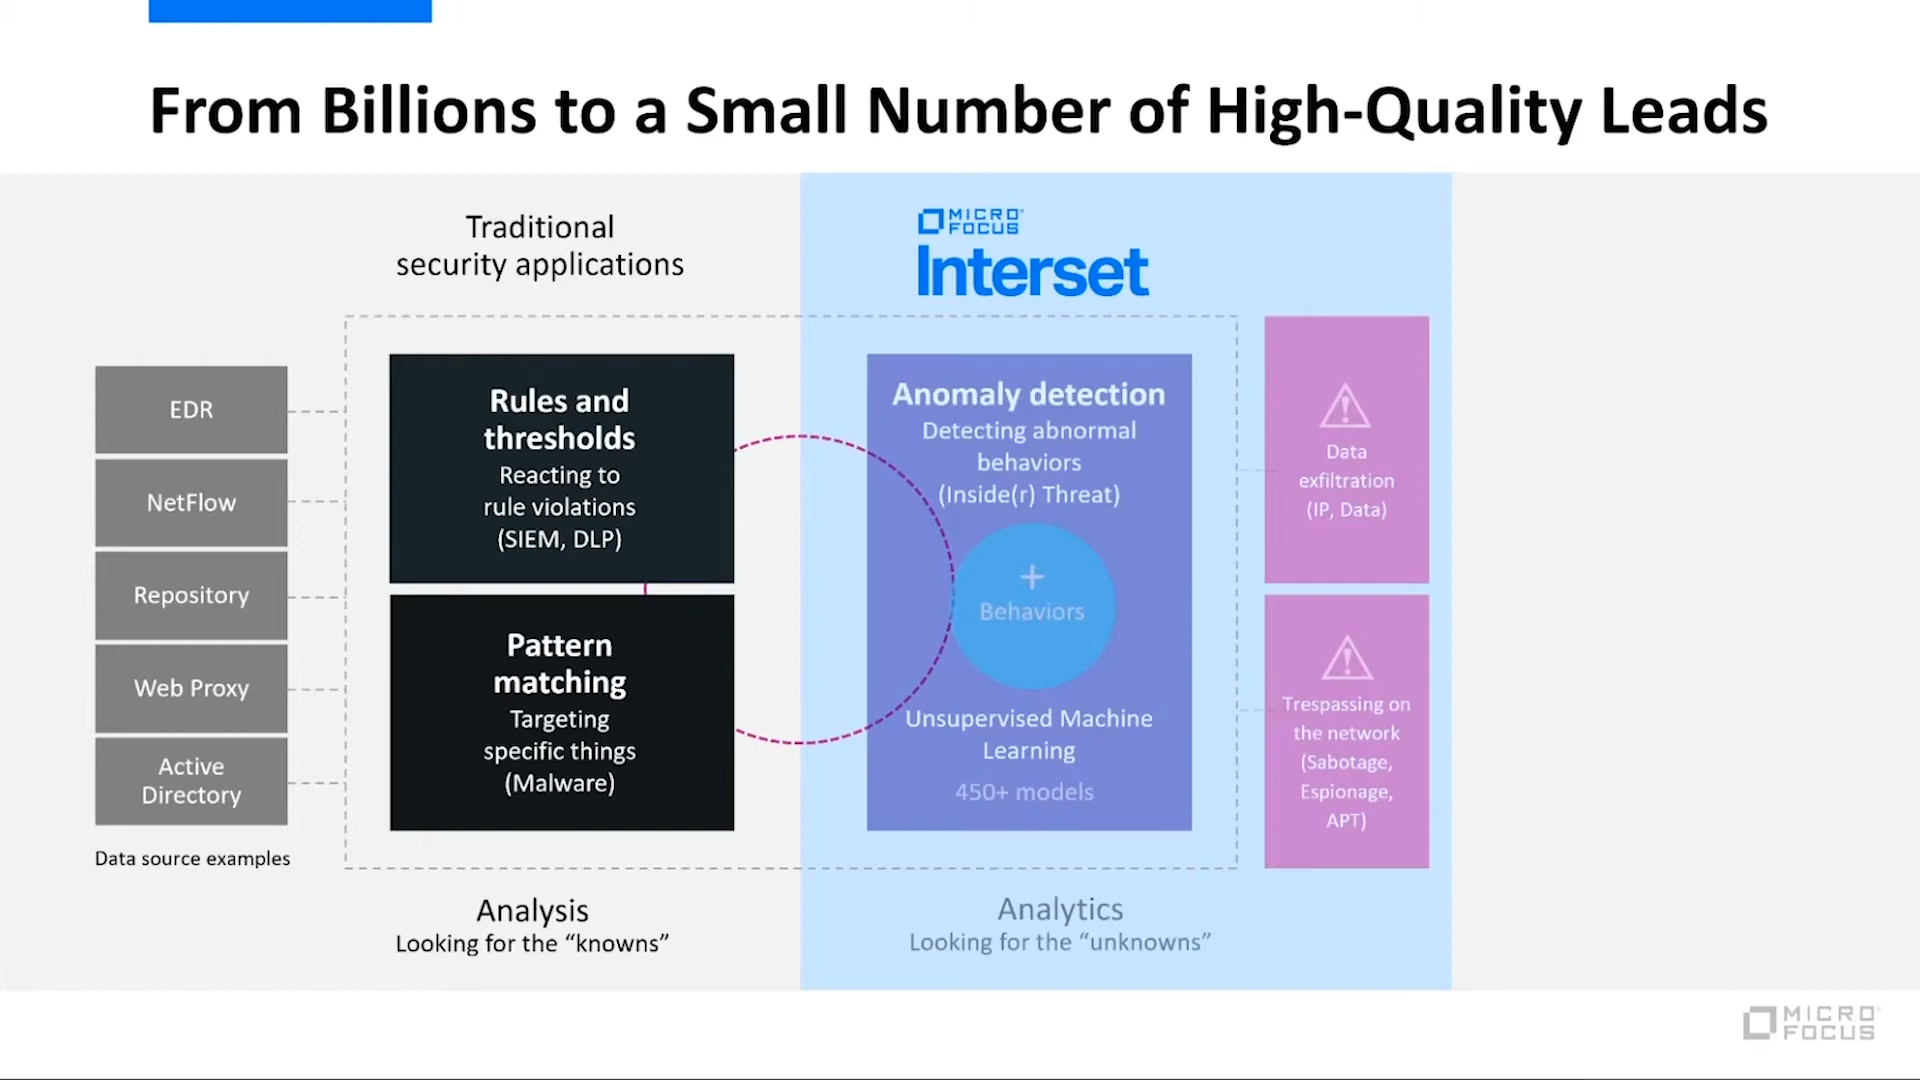 From Billions to a Small Number of High-Quality Leads
Traditional
security applications
MICRO
FOCUS
Interset
EDR
NetFlow
Repository
Web Proxy
Active
Directory
Data source examples
Rules and
thresholds
Reacting to
rule violations
(SIEM, DLP)
Pattern
matching
Targeting
specific things
(Malware)
Anomaly detection
Detecting abnormal
behaviors
(Inside(r) Threat)
+
Behaviors
Unsupervised Machine
Learning
450+ models
Data
exfiltration
(IP, Data)
Trespassing on
the network
(Sabotage,
Espionage,
APT)
Analysis
Looking for the “knowns”
Analytics
Looking for the “unknowns”
MICRO
FOCUS